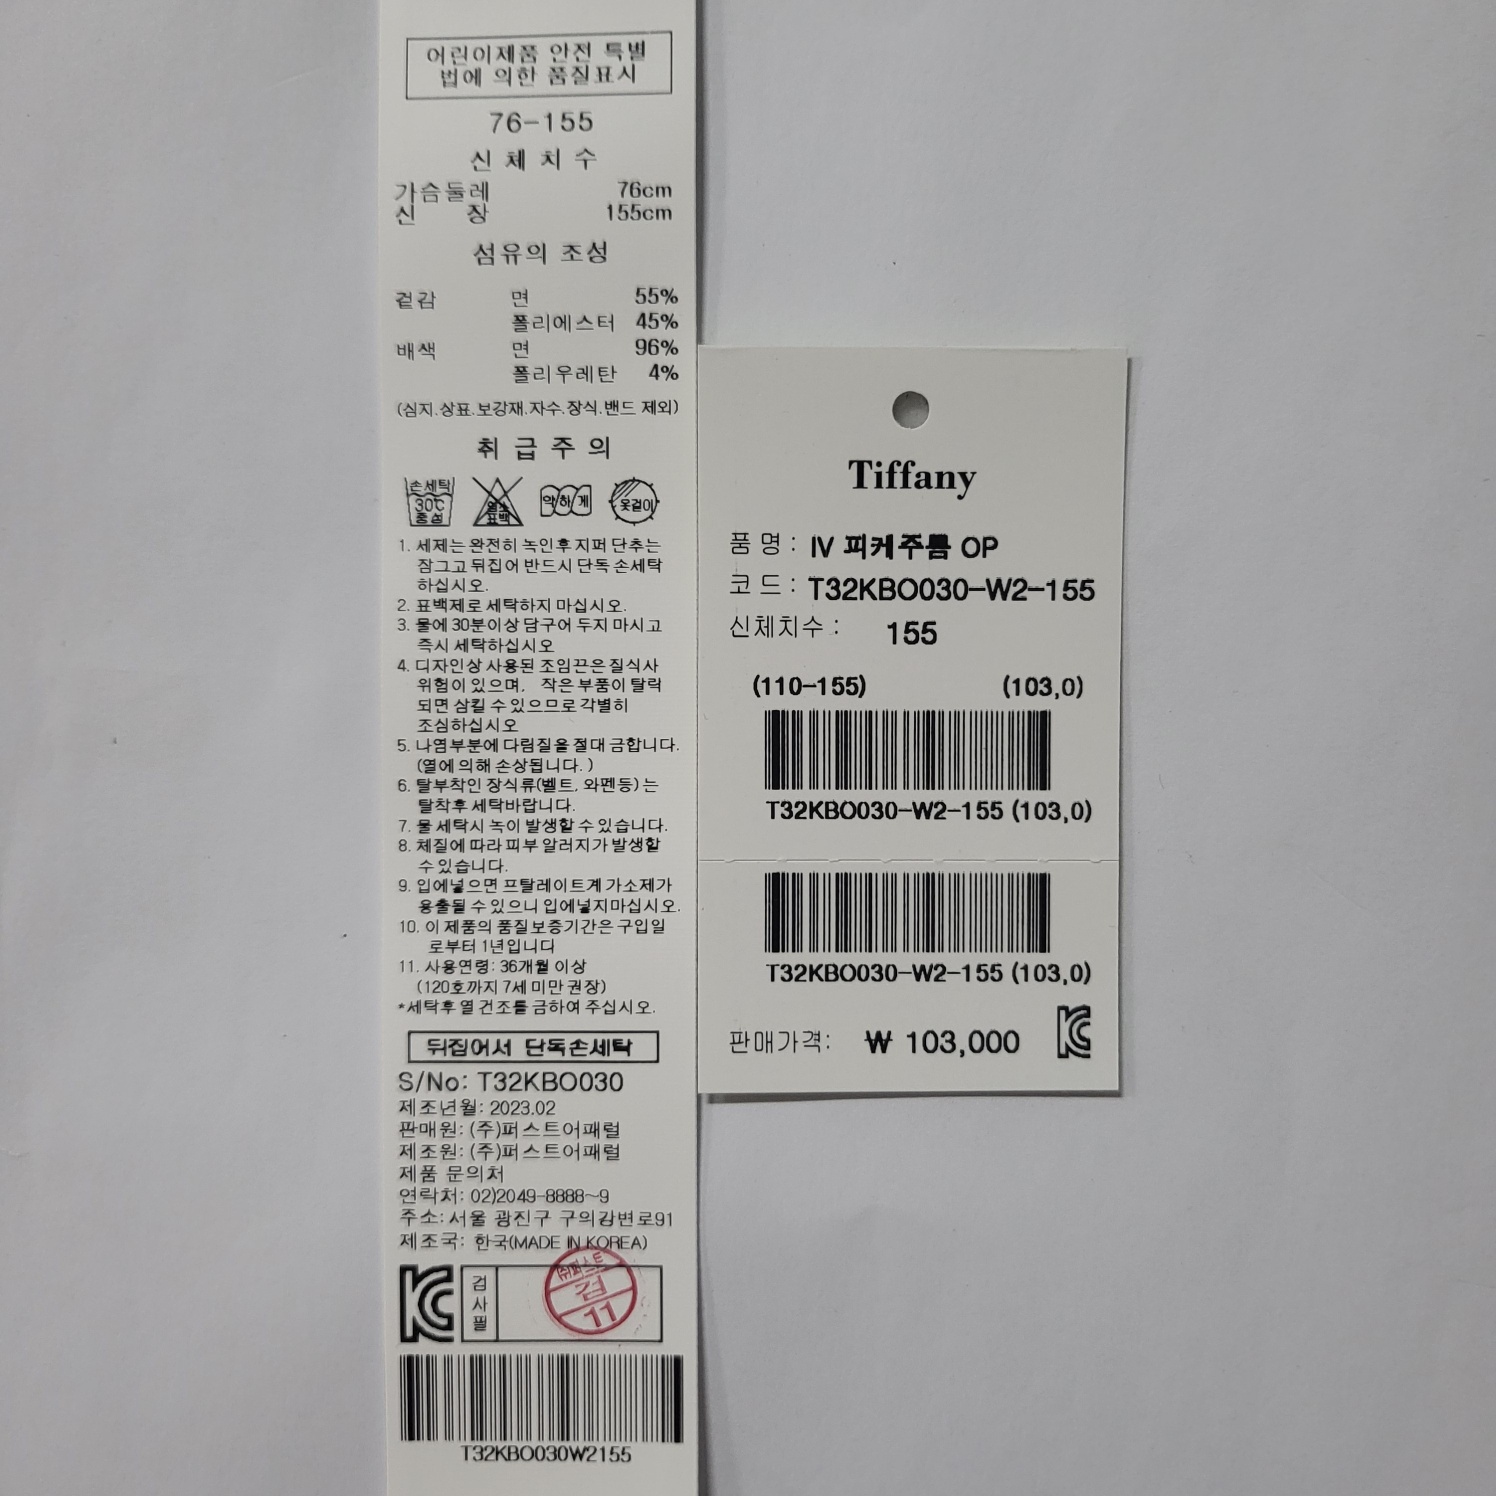 어린이제품 안전 특별
법에 의한 품질표시
76-155
신 체 치 수
가슴둘레 76cm
신 장 155cm
섬유의 조성
겉감 면 55%
폴리에스터 45%
배색 면 96%
폴리우레탄 4%
(심지.상표.보강재.자수.장식.밴드 제외)
취 급 주 의
손세탁
30℃
중성
염소
표백
약하게
옷걸이
1. 세제는 완전히 녹인후 지퍼 단추는
잠그고 뒤집어 반드시 단독 손세탁
하십시오.
2. 표백제로 세탁하지 마십시오.
3. 물에 30분이상 담구어 두지 마시고
즉시 세탁하십시오
4. 디자인상 사용된 조임끈은 질식사
위험이 있으며, 작은 부품이 탈락
되면 삼킬 수 있으므로 각별히
조심하십시오
5. 나염부분에 다림질을 절대 금합니다.
(열에 의해 손상됩니다. )
6. 탈부착인 장식류(벨트, 와펜등) 는
탈착후 세탁바랍니다.
7. 물 세탁시 녹이 발생할 수 있습니다.
8. 체질에 따라 피부 알러지가 발생할
수 있습니다.
9. 입에넣으면 프탈레이트계 가소제가
용출될 수 있으니 입에넣지마십시오.
10. 이 제품의 품질보증기간은 구입일
로부터 1년입니다
11. 사용연령: 36개월 이상
(120호까지 7세 미만 권장)
*세탁후 열 건조를 금하여 주십시오.
뒤집어서 단독손세탁
S/No: T32KBO030
제조년월: 2023.02
판매원: (주)퍼스트어패럴
제조원: (주)퍼스트어패럴
제품 문의처
연락처: 02)2049-8888~9
주소: 서울 광진구 구의강변로91
제조국: 한국(MADE IN KOREA)
KC
검사필
㈜퍼스트
검
11
T32KBO030W2155
Tiffany
품 명 : IV 피케주름 OP
코 드 : T32KBO030-W2-155
신체치수 : 155
(110-155) (103,0)
T32KBO030-W2-155 (103,0)
T32KBO030-W2-155 (103,0)
판매가격: ₩ 103,000
KC